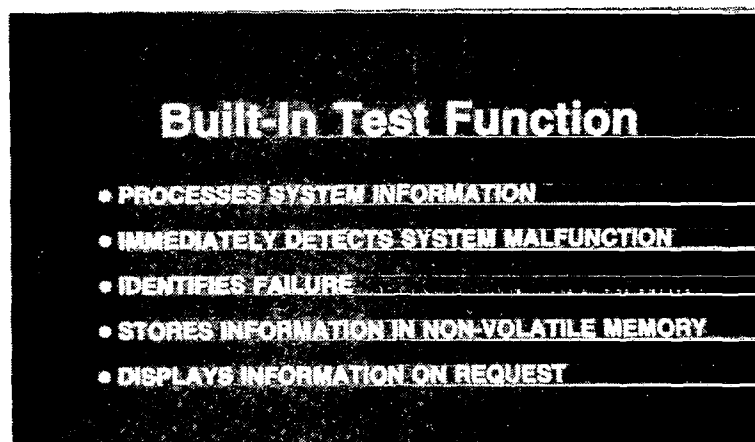 Built-In Test Function
• PROCESSES SYSTEM INFORMATION
• IMMEDIATELY DETECTS SYSTEM MALFUNCTION
• IDENTIFIES FAILURE
• STORES INFORMATION IN NON-VOLATILE MEMORY
• DISPLAYS INFORMATION ON REQUEST